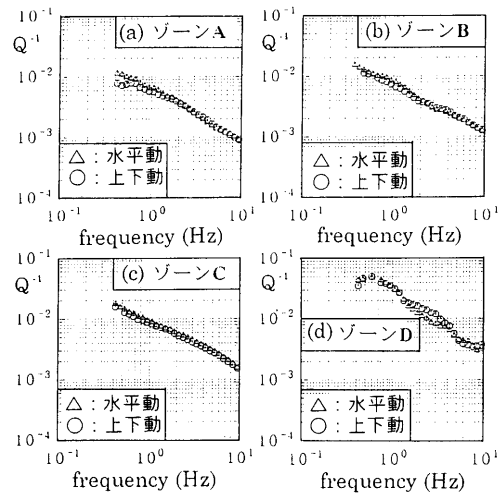 (a) ゾーンA
Q⁻¹
10⁻¹
10⁻²
10⁻³
10⁻⁴
△：水平動
○：上下動
10⁻¹ 10⁰ 10¹
frequency (Hz)
(b) ゾーンB
Q⁻¹
10⁻¹
10⁻²
10⁻³
10⁻⁴
△：水平動
○：上下動
10⁻¹ 10⁰ 10¹
frequency (Hz)
(c) ゾーンC
Q⁻¹
10⁻¹
10⁻²
10⁻³
10⁻⁴
△：水平動
○：上下動
10⁻¹ 10⁰ 10¹
frequency (Hz)
(d) ゾーンD
Q⁻¹
10⁻¹
10⁻²
10⁻³
10⁻⁴
△：水平動
○：上下動
10⁻¹ 10⁰ 10¹
frequency (Hz)